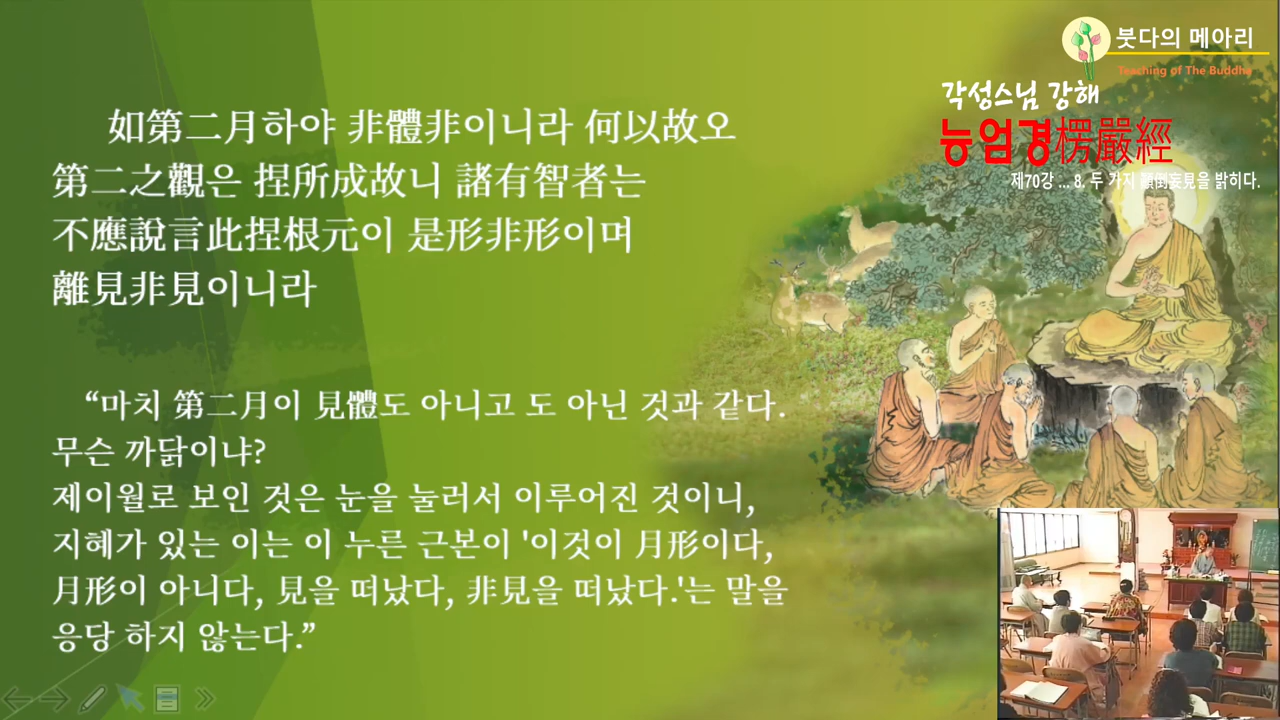 붓다의 메아리
Teaching of The Buddha
각성스님 강해
능엄경楞嚴經
제70강 ... 8. 두 가지 顚倒妄見을 밝히다.
如第二月하야 非體非이니라 何以故오
第二之觀은 捏所成故니 諸有智者는
不應說言此捏根元이 是形非形이며
離見非見이니라
“마치 第二月이 見體도 아니고 도 아닌 것과 같다.
무슨 까닭이냐?
제이월로 보인 것은 눈을 눌러서 이루어진 것이니,
지혜가 있는 이는 이 누른 근본이 '이것이 月形이다,
月形이 아니다, 見을 떠났다, 非見을 떠났다.'는 말을
응당 하지 않는다.”